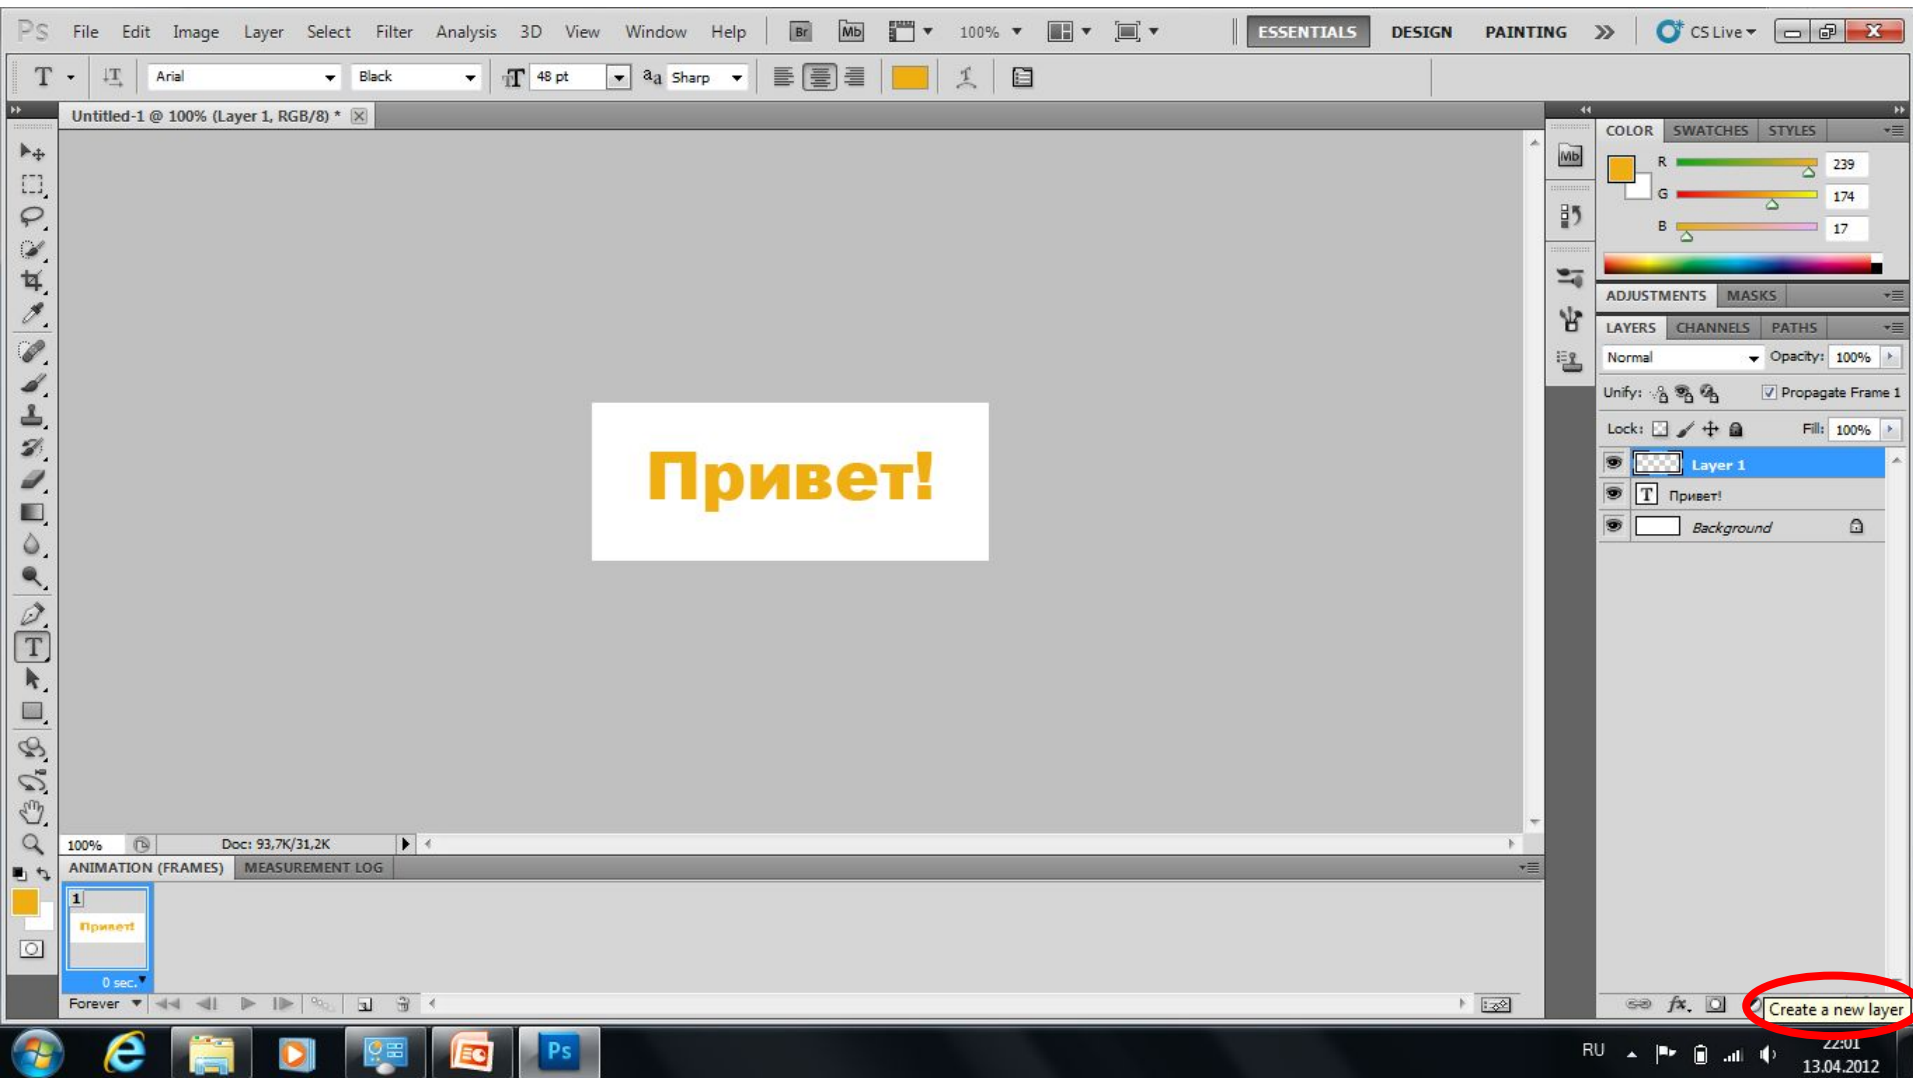 Ps File Edit Image Layer Select Filter Analysis 3D View Window Help Br Mb 100% ESSENTIALS DESIGN PAINTING CS Live
T T Arial Black T 48 pt aa Sharp
Untitled-1 @ 100% (Layer 1, RGB/8) *
Mb
COLOR SWATCHES STYLES
R 239
G 174
B 17
ADJUSTMENTS MASKS
LAYERS CHANNELS PATHS
Normal Opacity: 100%
Unify: Propagate Frame 1
Lock: Fill: 100%
Layer 1
T Привет!
Background
Привет!
T
100% Doc: 93,7K/31,2K
ANIMATION (FRAMES) MEASUREMENT LOG
1
Привет!
0 sec.
Forever
fx.
Create a new layer
Ps
RU 22:01
13.04.2012